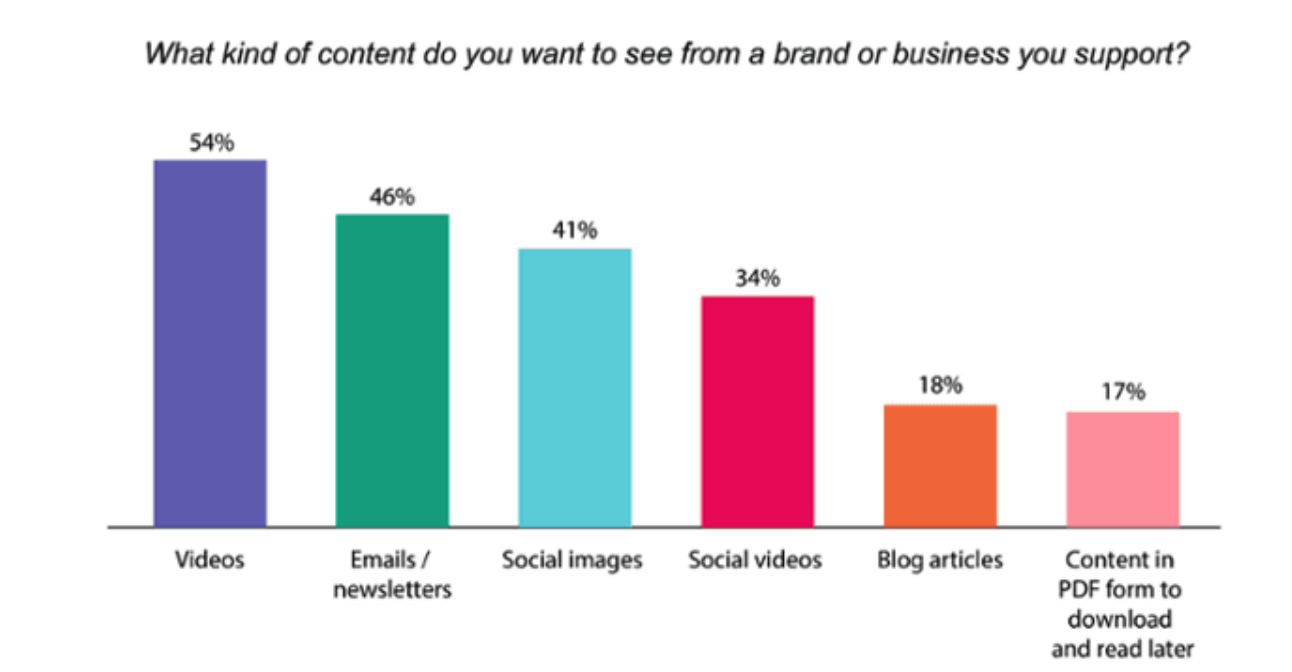 What kind of content do you want to see from a brand or business you support?
54%
46%
41%
34%
18%
17%
Videos
Emails /
newsletters
Social images
Social videos
Blog articles
Content in
PDF form to
download
and read later